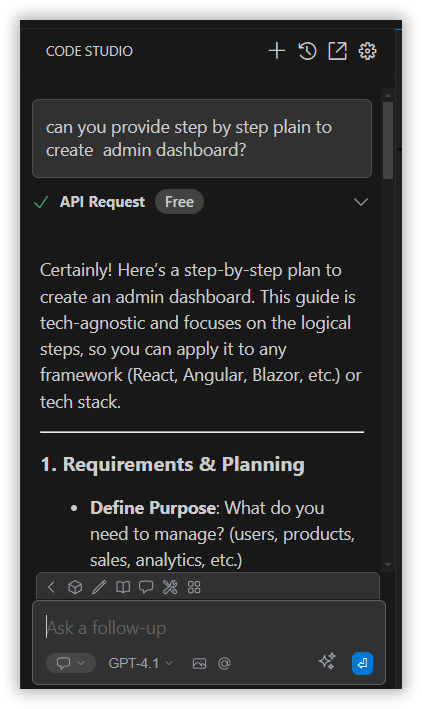 CODE STUDIO
can you provide step by step plain to
create  admin dashboard?
API Request Free
Certainly! Here's a step-by-step plan to
create an admin dashboard. This guide is
tech-agnostic and focuses on the logical
steps, so you can apply it to any
framework (React, Angular, Blazor, etc.) or
tech stack.
1. Requirements & Planning
• Define Purpose: What do you
need to manage? (users, products,
sales, analytics, etc.)
Ask a follow-up
GPT-4.1